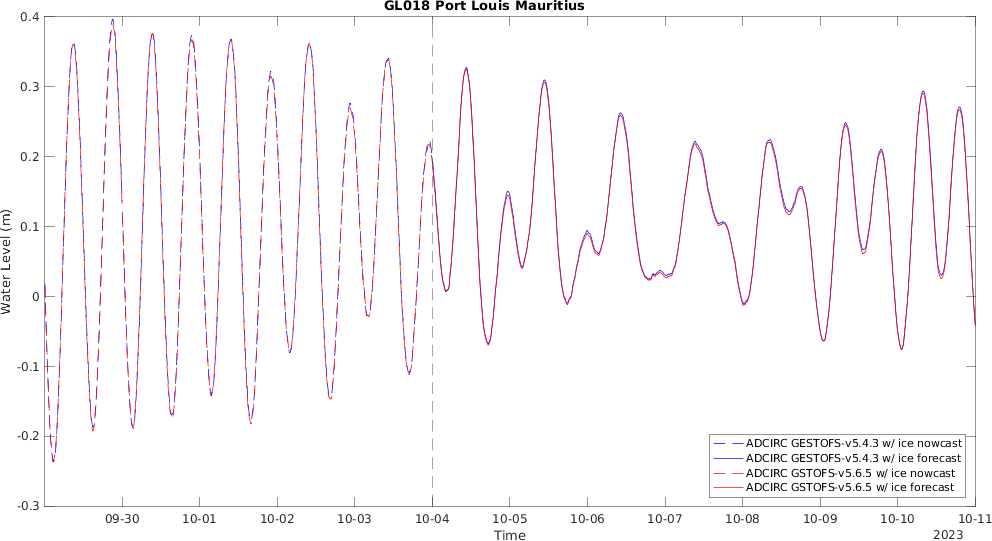 GL018 Port Louis Mauritius
Water Level (m)
0.4
0.3
0.2
0.1
0
-0.1
-0.2
-0.3
ADCIRC GESTOFS-v5.4.3 w/ ice nowcast
ADCIRC GESTOFS-v5.4.3 w/ ice forecast
ADCIRC GSTOFS-v5.6.5 w/ ice nowcast
ADCIRC GSTOFS-v5.6.5 w/ ice forecast
09-30 10-01 10-02 10-03 10-04 10-05 10-06 10-07 10-08 10-09 10-10 10-11
Time
2023